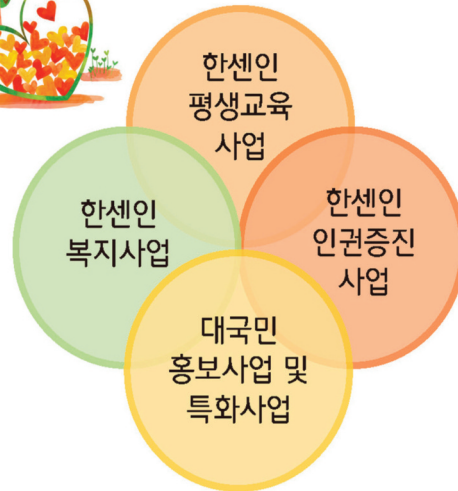 한센인
평생교육
사업
한센인
복지사업
한센인
인권증진
사업
대국민
홍보사업 및
특화사업